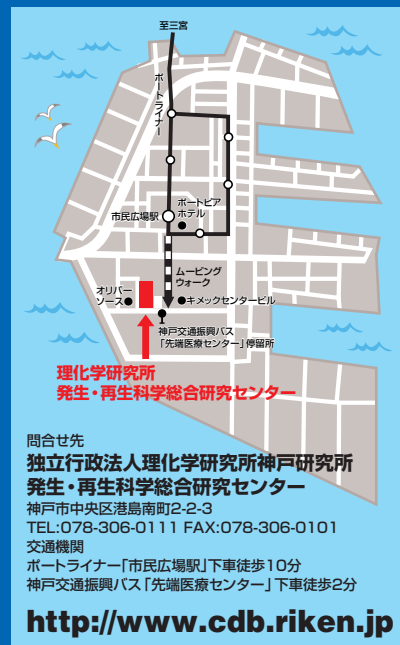 至三宮
ポートライナー
市民広場駅
ポートピア
ホテル
ムービング
ウォーク
オリバー
ソース
キメックセンタービル
神戸交通振興バス
「先端医療センター」停留所
理化学研究所
発生・再生科学総合研究センター
問合せ先
独立行政法人理化学研究所神戸研究所
発生・再生科学総合研究センター
神戸市中央区港島南町2-2-3
TEL:078-306-0111 FAX:078-306-0101
交通機関
ポートライナー「市民広場駅」下車徒歩10分
神戸交通振興バス「先端医療センター」下車徒歩2分
http://www.cdb.riken.jp